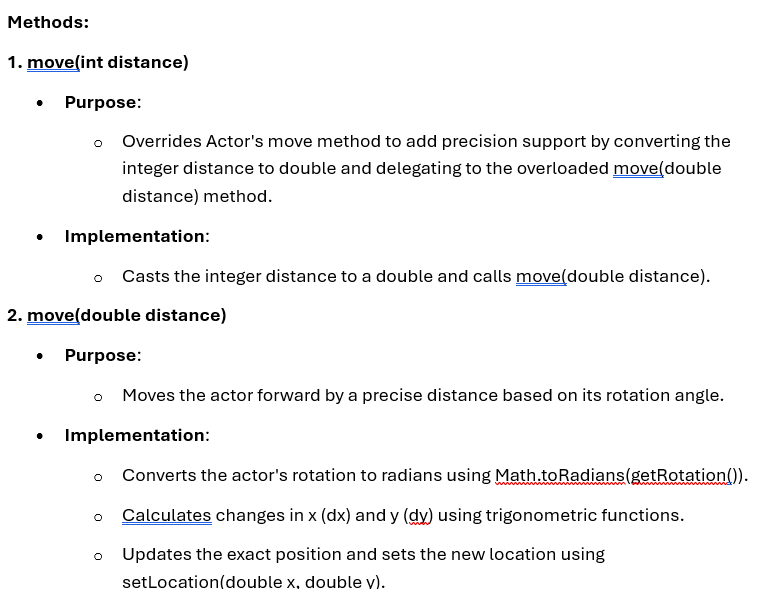 Methods:
1. move(int distance)
• Purpose:
o Overrides Actor's move method to add precision support by converting the
integer distance to double and delegating to the overloaded move(double
distance) method.
• Implementation:
o Casts the integer distance to a double and calls move(double distance).
2. move(double distance)
• Purpose:
o Moves the actor forward by a precise distance based on its rotation angle.
• Implementation:
o Converts the actor's rotation to radians using Math.toRadians(getRotation()).
o Calculates changes in x (dx) and y (dy) using trigonometric functions.
o Updates the exact position and sets the new location using
setLocation(double x, double y).